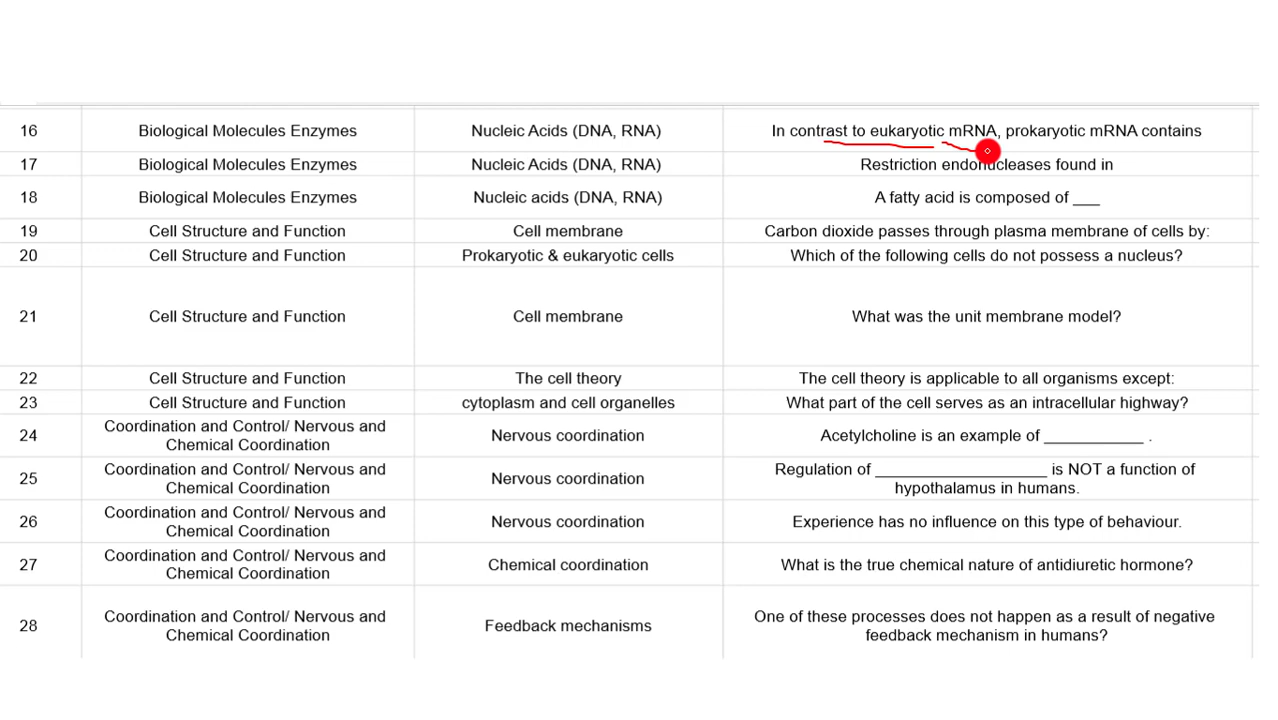 16 Biological Molecules Enzymes Nucleic Acids (DNA, RNA) In contrast to eukaryotic mRNA, prokaryotic mRNA contains
17 Biological Molecules Enzymes Nucleic Acids (DNA, RNA) Restriction endonucleases found in
18 Biological Molecules Enzymes Nucleic acids (DNA, RNA) A fatty acid is composed of ___
19 Cell Structure and Function Cell membrane Carbon dioxide passes through plasma membrane of cells by:
20 Cell Structure and Function Prokaryotic & eukaryotic cells Which of the following cells do not possess a nucleus?
21 Cell Structure and Function Cell membrane What was the unit membrane model?
22 Cell Structure and Function The cell theory The cell theory is applicable to all organisms except:
23 Cell Structure and Function cytoplasm and cell organelles What part of the cell serves as an intracellular highway?
24 Coordination and Control/ Nervous and
Chemical Coordination Nervous coordination Acetylcholine is an example of ____________ .
25 Coordination and Control/ Nervous and
Chemical Coordination Nervous coordination Regulation of _____________________ is NOT a function of
hypothalamus in humans.
26 Coordination and Control/ Nervous and
Chemical Coordination Nervous coordination Experience has no influence on this type of behaviour.
27 Coordination and Control/ Nervous and
Chemical Coordination Chemical coordination What is the true chemical nature of antidiuretic hormone?
28 Coordination and Control/ Nervous and
Chemical Coordination Feedback mechanisms One of these processes does not happen as a result of negative
feedback mechanism in humans?